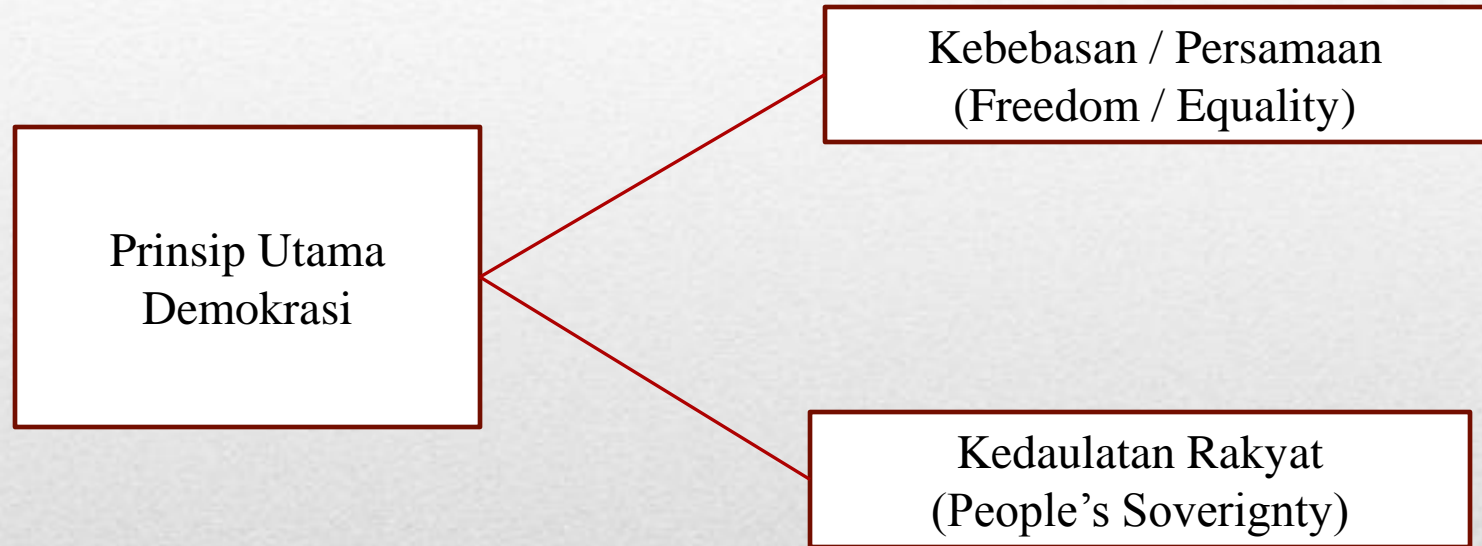 Kebebasan / Persamaan
(Freedom / Equality)
Prinsip Utama
Demokrasi
Kedaulatan Rakyat
(People’s Soverignty)